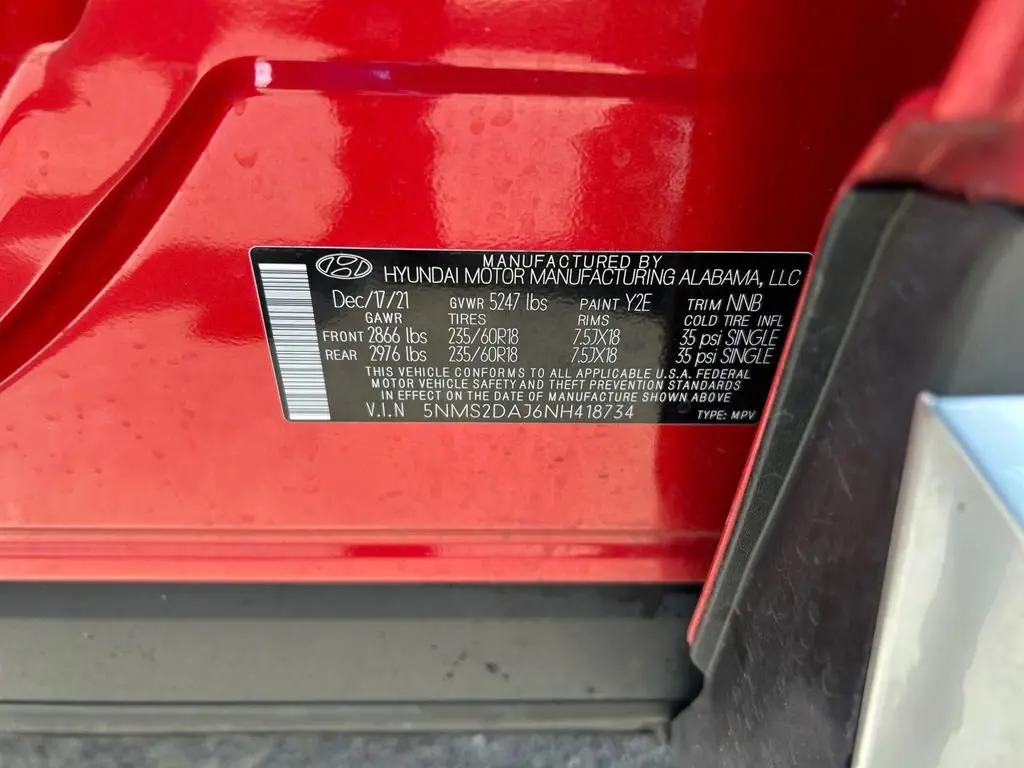 MANUFACTURED BY
HYUNDAI MOTOR MANUFACTURING ALABAMA, LLC
Dec/17/21 GVWR 5247 lbs PAINT Y2E TRIM NNB
GAWR TIRES RIMS COLD TIRE INFL
FRONT 2866 lbs 235/60R18 7.5JX18 35 psi SINGLE
REAR 2976 lbs 235/60R18 7.5JX18 35 psi SINGLE
THIS VEHICLE CONFORMS TO ALL APPLICABLE U.S.A. FEDERAL
MOTOR VEHICLE SAFETY AND THEFT PREVENTION STANDARDS
IN EFFECT ON THE DATE OF MANUFACTURE SHOWN ABOVE
V.I.N 5NMS2DAJ6NH418734 TYPE: MPV